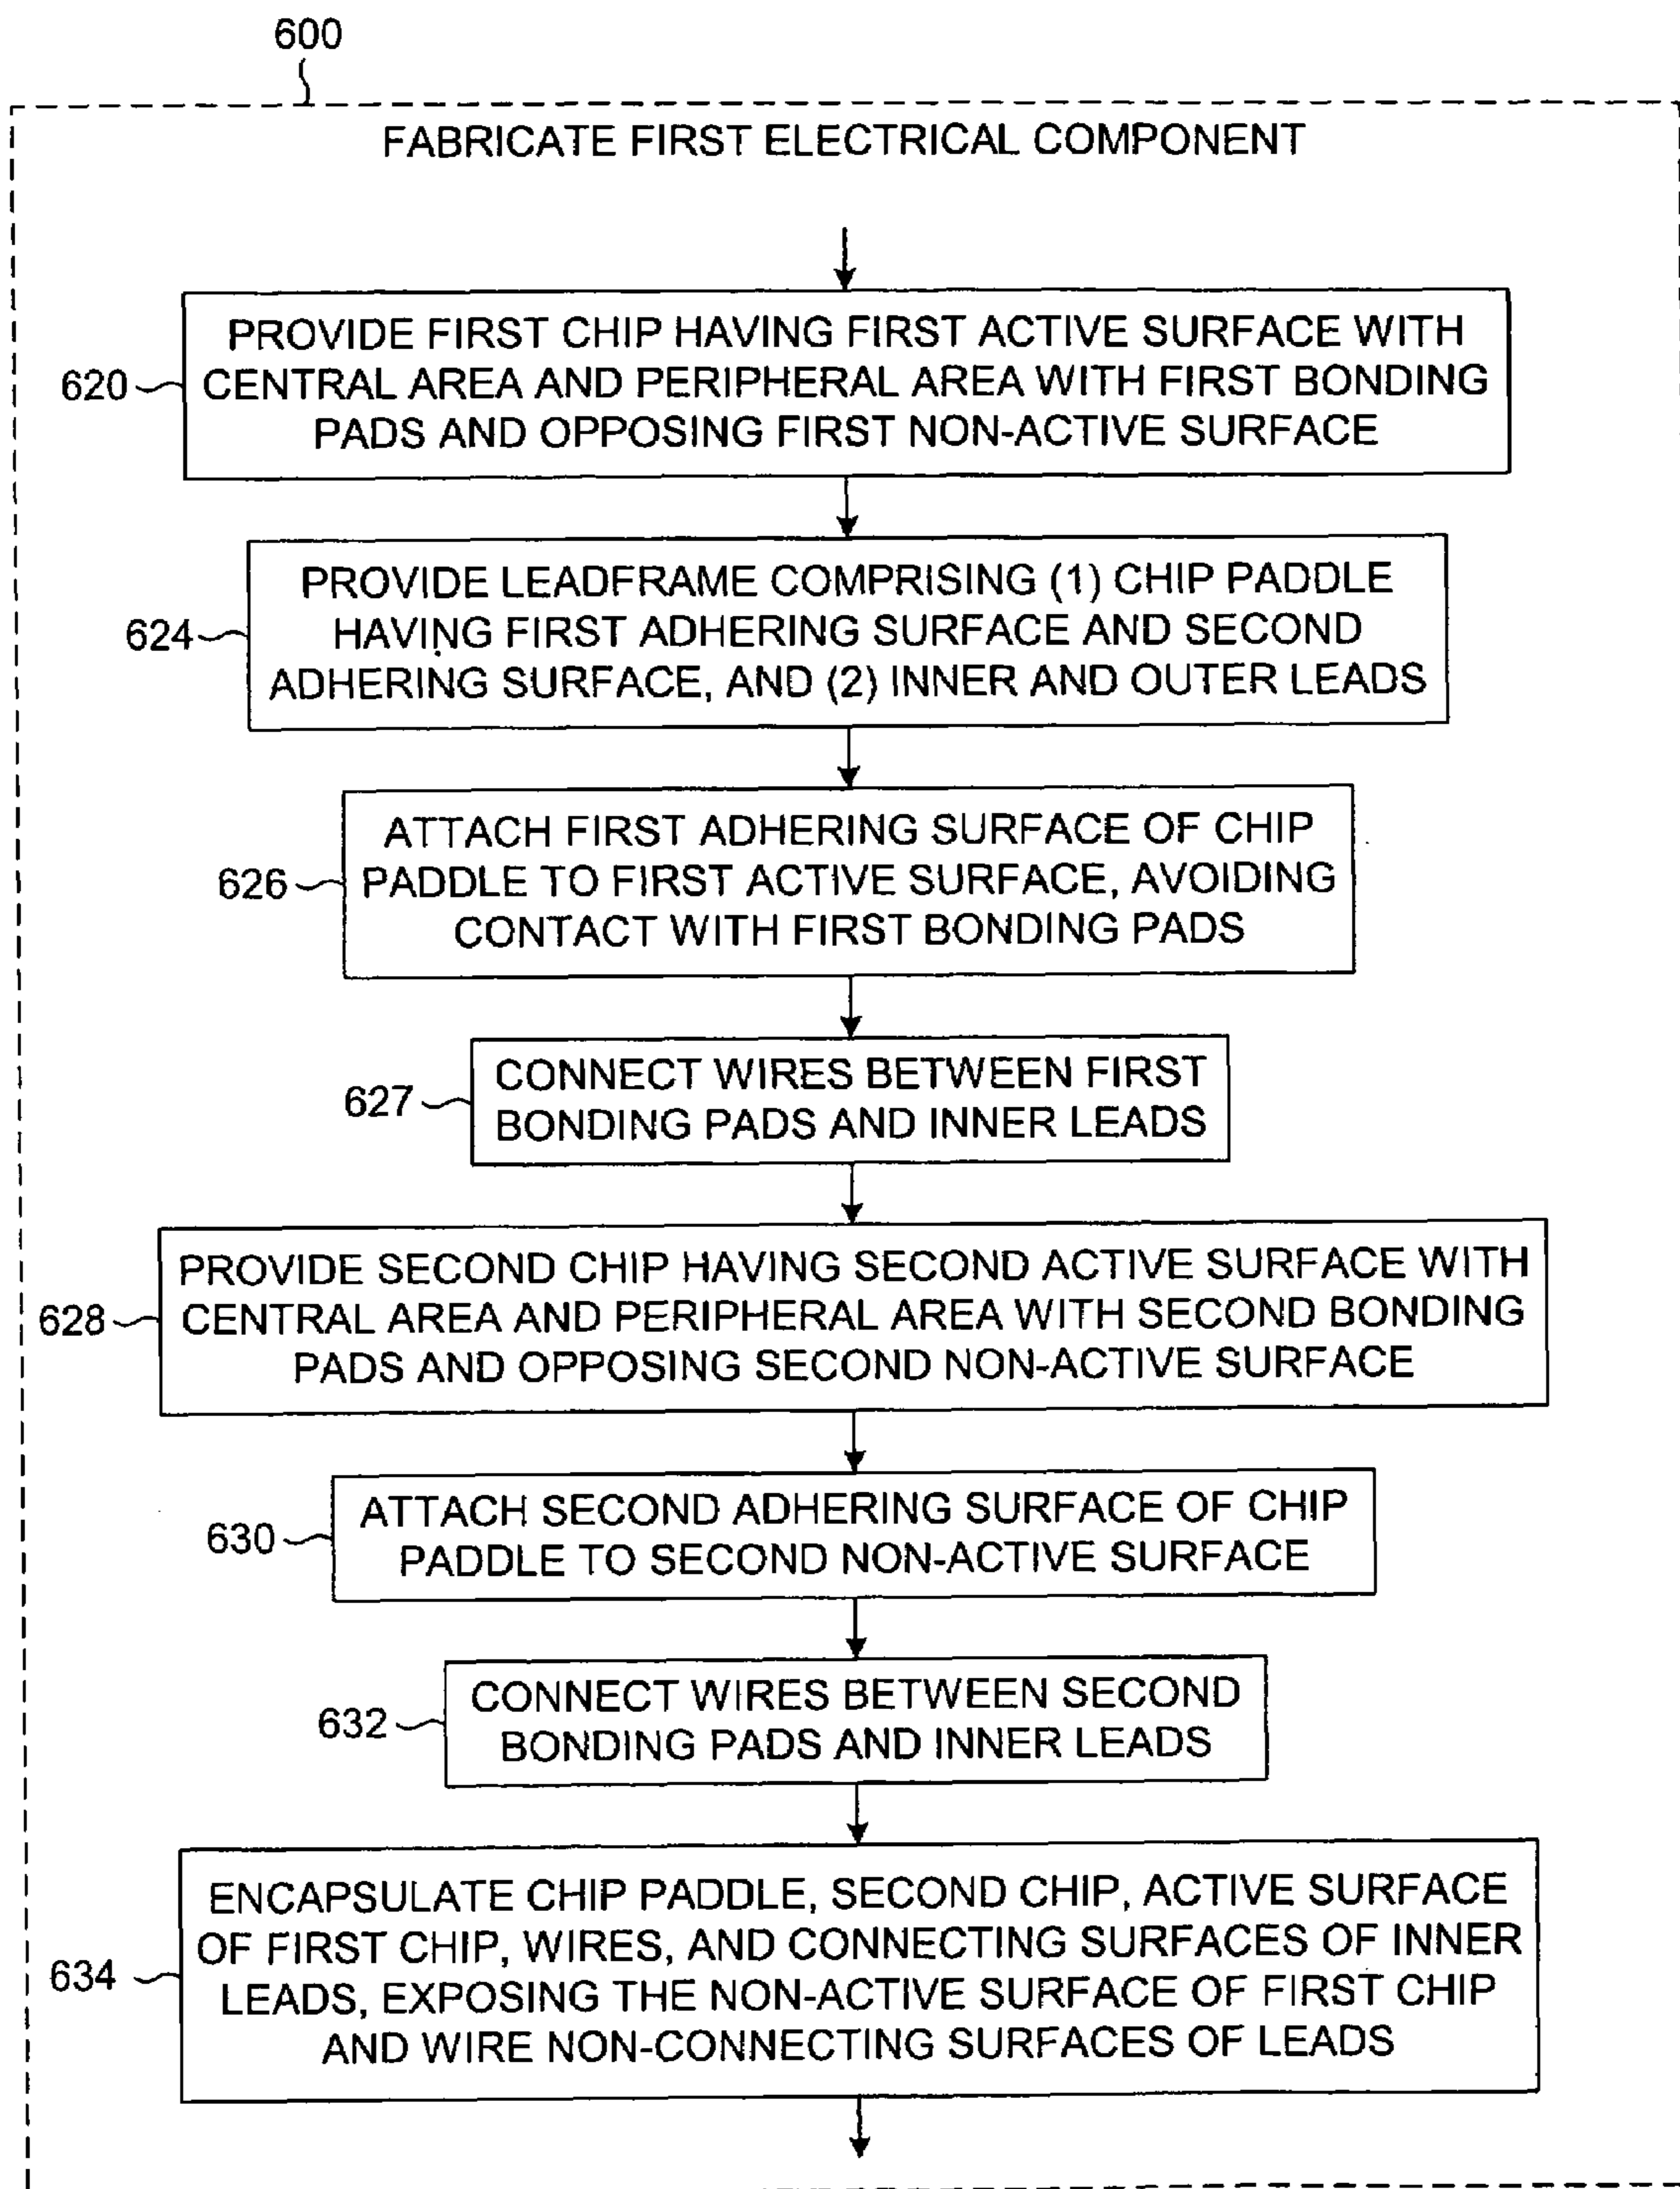 600
FABRICATE FIRST ELECTRICAL COMPONENT
620
PROVIDE FIRST CHIP HAVING FIRST ACTIVE SURFACE WITH
CENTRAL AREA AND PERIPHERAL AREA WITH FIRST BONDING
PADS AND OPPOSING FIRST NON-ACTIVE SURFACE
624
PROVIDE LEADFRAME COMPRISING (1) CHIP PADDLE
HAVING FIRST ADHERING SURFACE AND SECOND
ADHERING SURFACE, AND (2) INNER AND OUTER LEADS
626
ATTACH FIRST ADHERING SURFACE OF CHIP
PADDLE TO FIRST ACTIVE SURFACE, AVOIDING
CONTACT WITH FIRST BONDING PADS
627
CONNECT WIRES BETWEEN FIRST
BONDING PADS AND INNER LEADS
628
PROVIDE SECOND CHIP HAVING SECOND ACTIVE SURFACE WITH
CENTRAL AREA AND PERIPHERAL AREA WITH SECOND BONDING
PADS AND OPPOSING SECOND NON-ACTIVE SURFACE
630
ATTACH SECOND ADHERING SURFACE OF CHIP
PADDLE TO SECOND NON-ACTIVE SURFACE
632
CONNECT WIRES BETWEEN SECOND
BONDING PADS AND INNER LEADS
634
ENCAPSULATE CHIP PADDLE, SECOND CHIP, ACTIVE SURFACE
OF FIRST CHIP, WIRES, AND CONNECTING SURFACES OF INNER
LEADS, EXPOSING THE NON-ACTIVE SURFACE OF FIRST CHIP
AND WIRE NON-CONNECTING SURFACES OF LEADS